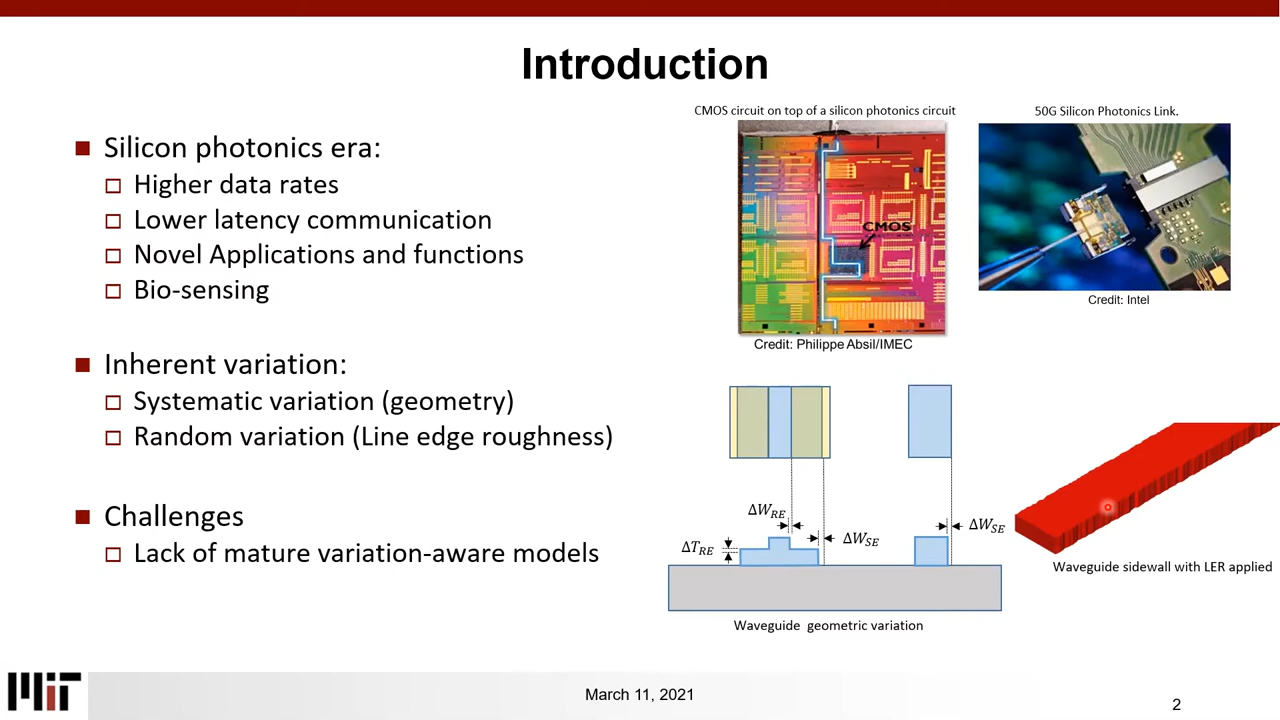 Introduction
Silicon photonics era:
Higher data rates
Lower latency communication
Novel Applications and functions
Bio-sensing
Inherent variation:
Systematic variation (geometry)
Random variation (Line edge roughness)
Challenges
Lack of mature variation-aware models
CMOS circuit on top of a silicon photonics circuit
CMOS
Credit: Philippe Absil/IMEC
50G Silicon Photonics Link.
Credit: Intel
ΔW_RE
ΔT_RE
ΔW_SE
ΔW_SE
Waveguide geometric variation
Waveguide sidewall with LER applied
MIT
March 11, 2021
2